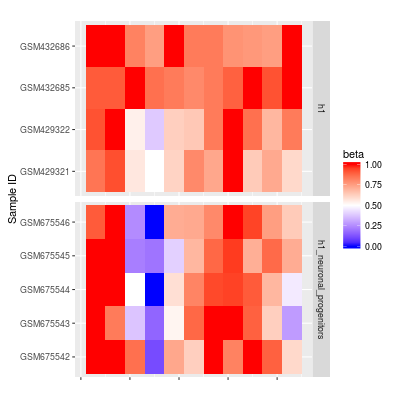 GSM432686
GSM432685
GSM429322
GSM429321
h1
GSM675546
GSM675545
GSM675544
GSM675543
GSM675542
h1_neuronal_progenitors
Sample ID
beta
1.00
0.75
0.50
0.25
0.00